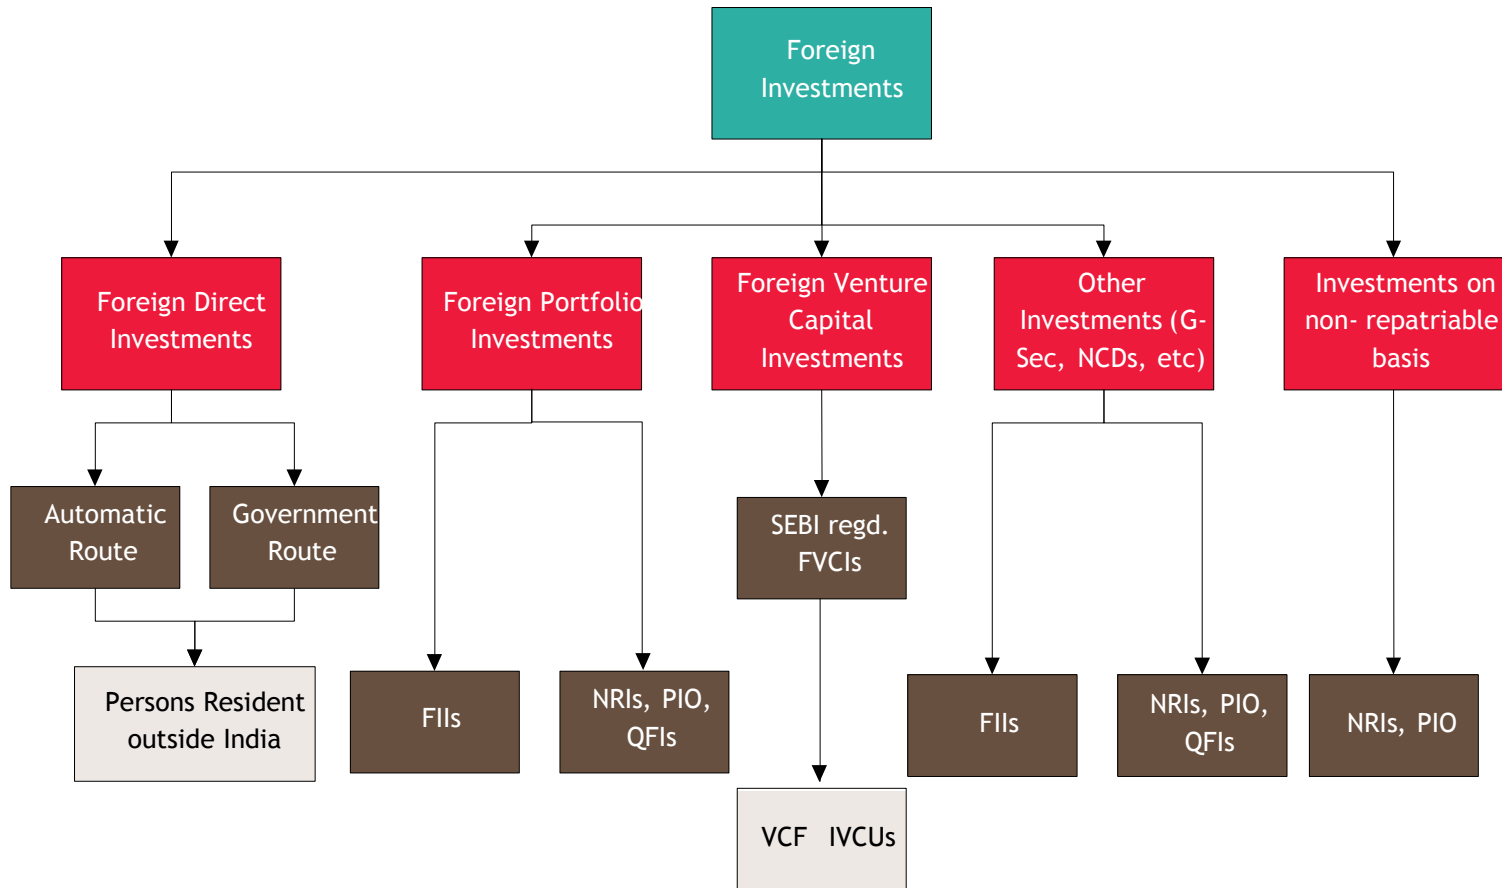 Foreign
Investments
Foreign Direct
Investments
Foreign Portfolio
Investments
Foreign Venture
Capital
Investments
Other
Investments (G-
Sec, NCDs, etc)
Investments on
non- repatriable
basis
Automatic
Route
Government
Route
SEBI regd.
FVCIs
Persons Resident
outside India
FIIs
NRIs, PIO,
QFIs
FIIs
NRIs, PIO,
QFIs
NRIs, PIO
VCF IVCUs